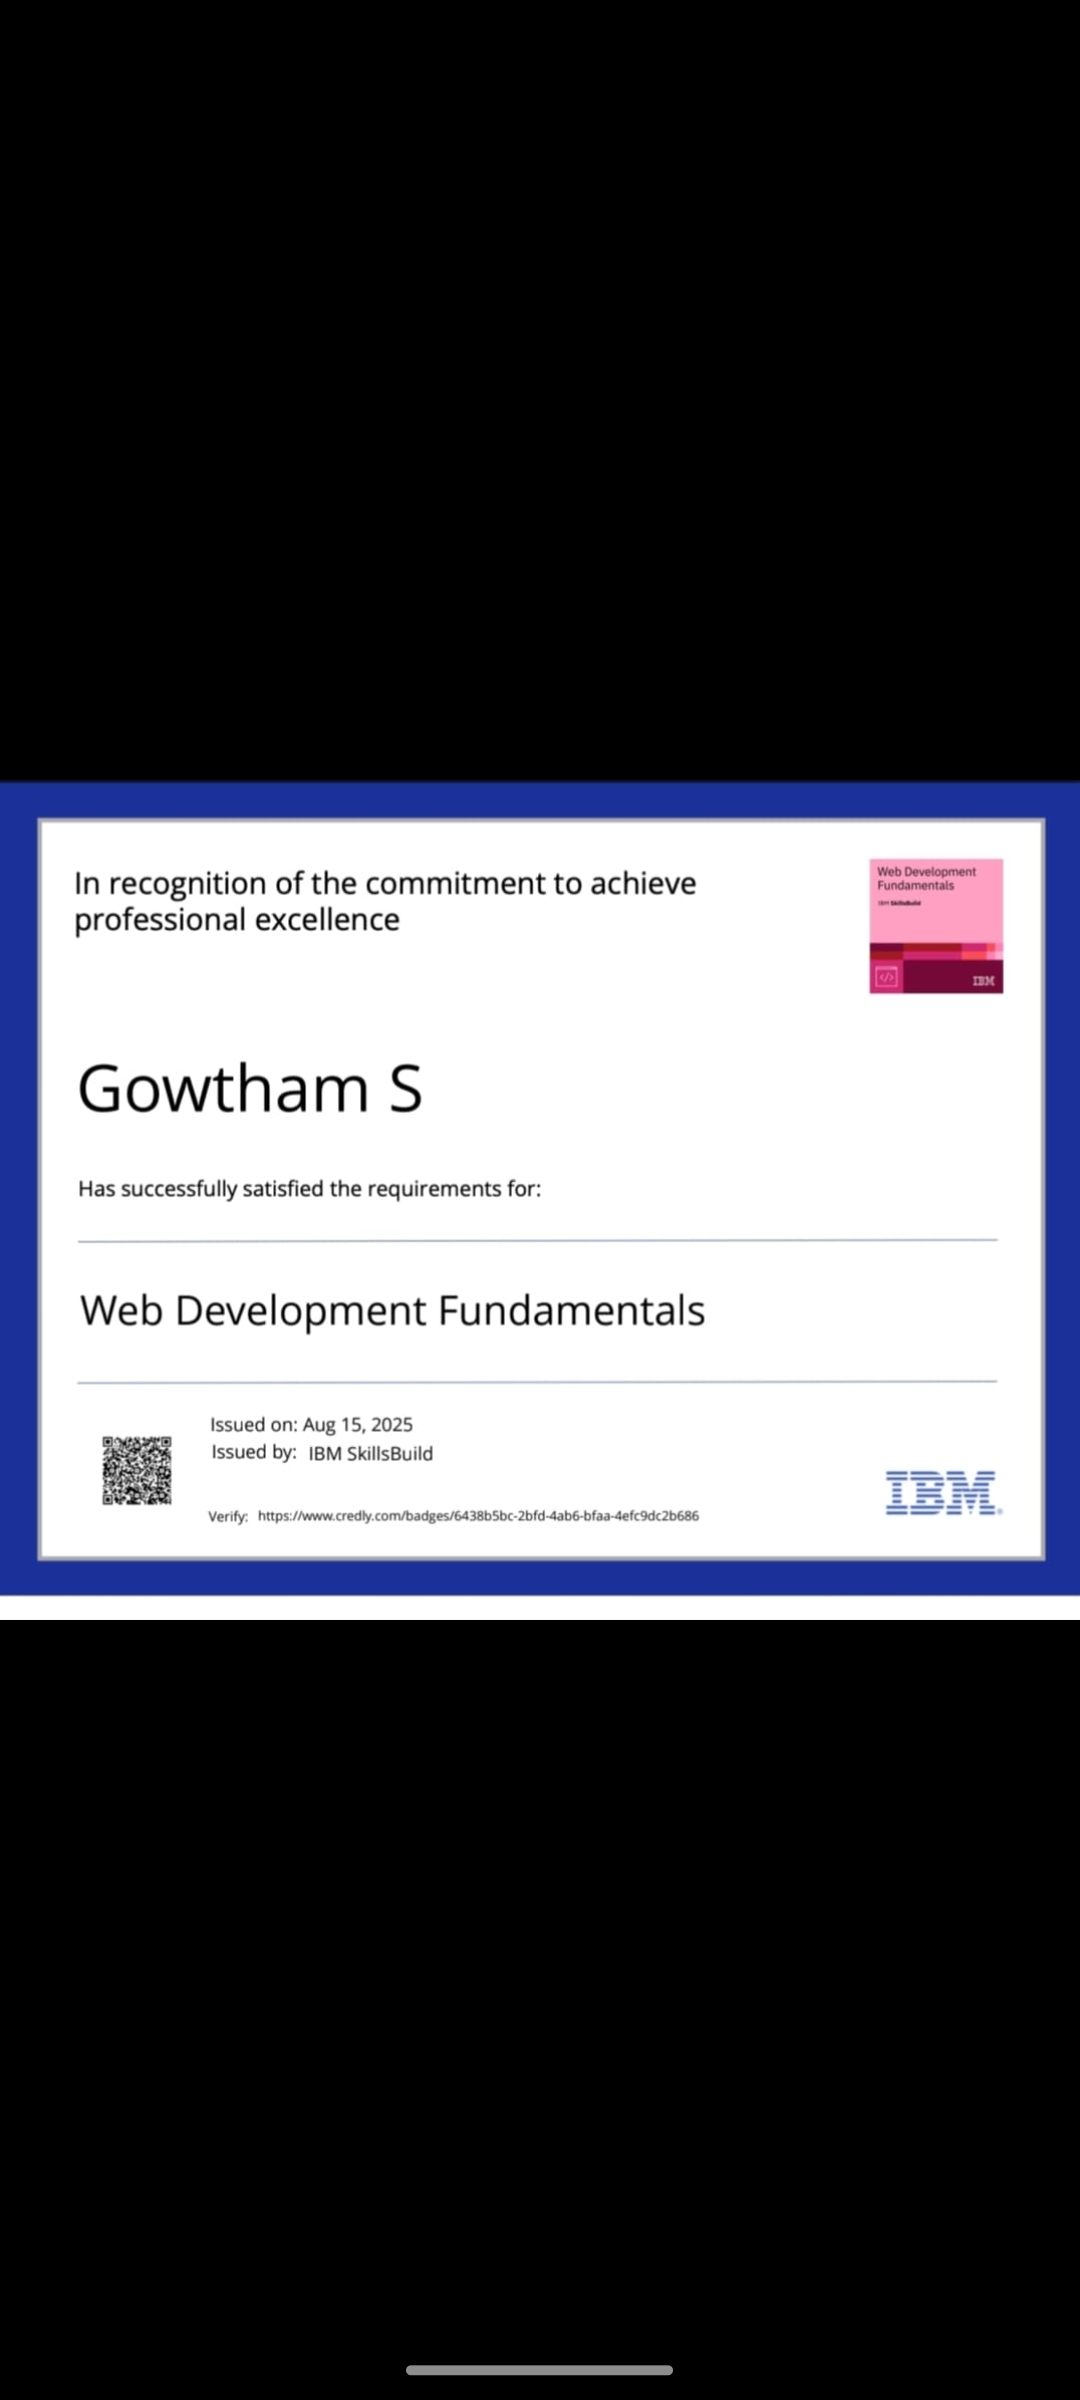 In recognition of the commitment to achieve
professional excellence
Web Development
Fundamentals
IBM SkillsBuild
</>
IBM
Gowtham S
Has successfully satisfied the requirements for:
Web Development Fundamentals
Issued on: Aug 15, 2025
Issued by: IBM SkillsBuild
Verify: https://www.credly.com/badges/6438b5bc-2bfd-4ab6-bfaa-4efc9dc2b686
IBM®